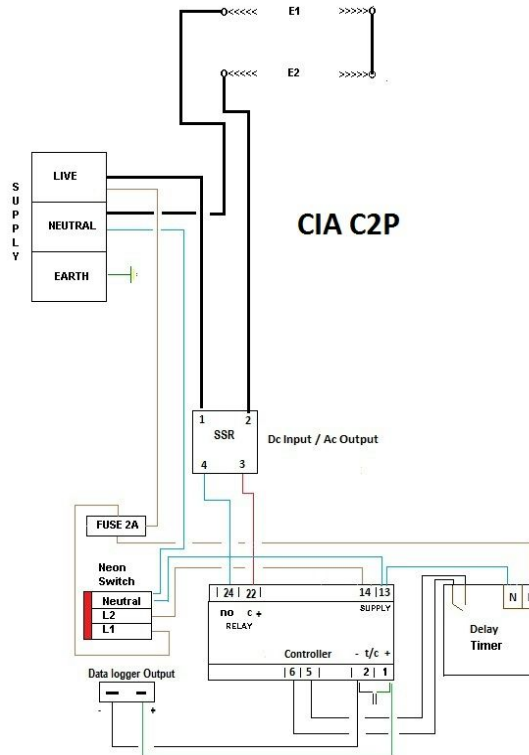 E1
E2
SUPPLY
LIVE
NEUTRAL
EARTH
CIA C2P
1 2
SSR
4 3
Dc Input / Ac Output
FUSE 2A
Neon
Switch
Neutral
L2
L1
24 22 14 13
no c +
RELAY
SUPPLY
Controller
- t/c +
6 5 2 1
N
Delay
Timer
Data logger Output
- +